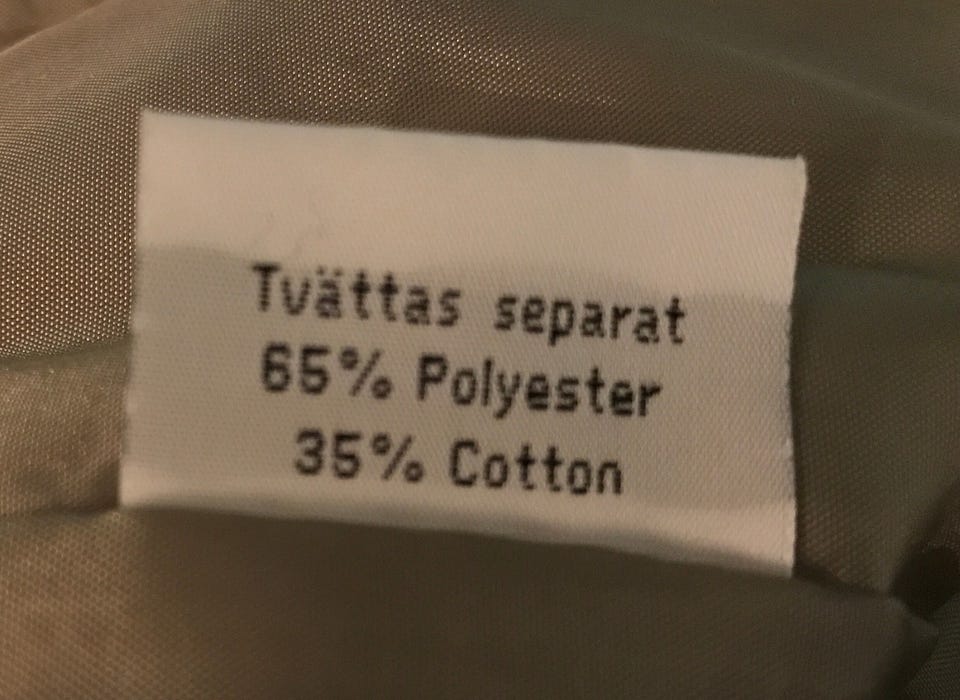 Tvättas separat
65% Polyester
35% Cotton